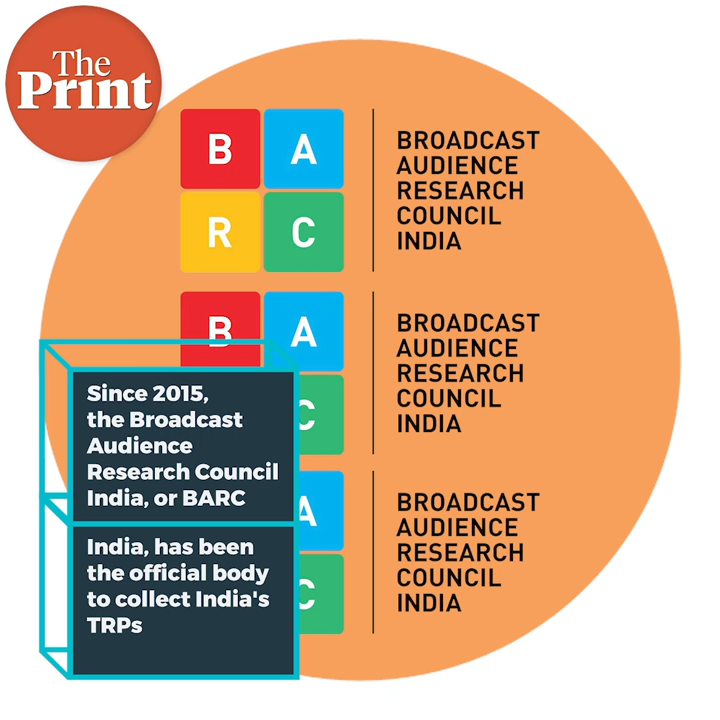 The
Print
B A
R C
BROADCAST
AUDIENCE
RESEARCH
COUNCIL
INDIA
B A
C
BROADCAST
AUDIENCE
RESEARCH
COUNCIL
INDIA
A
C
BROADCAST
AUDIENCE
RESEARCH
COUNCIL
INDIA
Since 2015,
the Broadcast
Audience
Research Council
India, or BARC
India, has been
the official body
to collect India's
TRPs